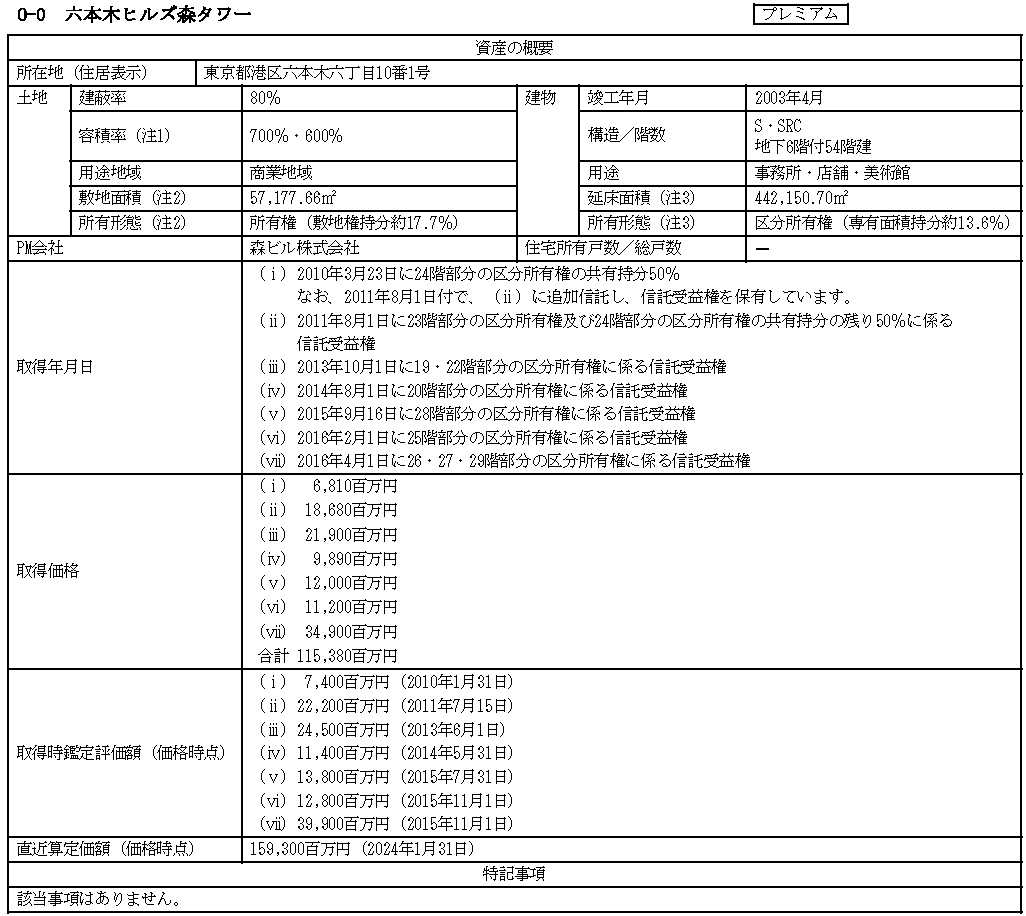 0-0 六本木ヒルズ森タワー
プレミアム
資産の概要
所在地（住居表示） 東京都港区六本木六丁目10番1号
土地 建蔽率 80% 建物 竣工年月 2003年4月
容積率（注1） 700%・600% 構造／階数 S・SRC
地下6階付54階建
用途地域 商業地域 用途 事務所・店舗・美術館
敷地面積（注2） 57,177.66㎡ 延床面積（注3） 442,150.70㎡
所有形態（注2） 所有権（敷地権持分約17.7%） 所有形態（注3） 区分所有権（専有面積持分約13.6%）
PM会社 森ビル株式会社 住宅所有戸数／総戸数 －
取得年月日
（ⅰ）2010年3月23日に24階部分の区分所有権の共有持分50%
なお、2011年8月1日付で、（ⅱ）に追加信託し、信託受益権を保有しています。
（ⅱ）2011年8月1日に23階部分の区分所有権及び24階部分の区分所有権の共有持分の残り50%に係る
信託受益権
（ⅲ）2013年10月1日に19・22階部分の区分所有権に係る信託受益権
（ⅳ）2014年8月1日に20階部分の区分所有権に係る信託受益権
（ⅴ）2015年9月16日に28階部分の区分所有権に係る信託受益権
（ⅵ）2016年2月1日に25階部分の区分所有権に係る信託受益権
（ⅶ）2016年4月1日に26・27・29階部分の区分所有権に係る信託受益権
取得価格
（ⅰ） 6,810百万円
（ⅱ） 18,680百万円
（ⅲ） 21,900百万円
（ⅳ） 9,890百万円
（ⅴ） 12,000百万円
（ⅵ） 11,200百万円
（ⅶ） 34,900百万円
合計 115,380百万円
取得時鑑定評価額（価格時点）
（ⅰ） 7,400百万円（2010年1月31日）
（ⅱ）22,200百万円（2011年7月15日）
（ⅲ）24,500百万円（2013年6月1日）
（ⅳ）11,400百万円（2014年5月31日）
（ⅴ）13,800百万円（2015年7月31日）
（ⅵ）12,800百万円（2015年11月1日）
（ⅶ）39,900百万円（2015年11月1日）
直近算定価額（価格時点） 159,300百万円（2024年1月31日）
特記事項
該当事項はありません。